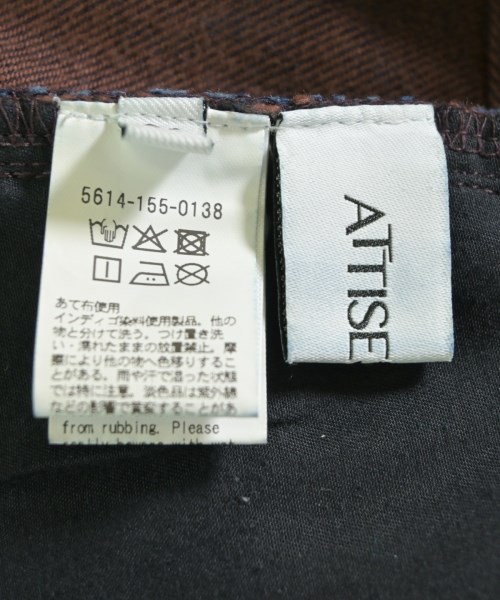 5614-155-0138
あて布使用
インディゴ染料使用製品。他の
物と分けて洗う。つけ置き洗
い・濡れたままの放置禁止。摩
擦により他の物へ色移りするこ
とがある。雨や汗で湿った状態
では特に注意。淡色品は紫外線
などの影響で変色することがあ
from rubbing. Please
ATTISE